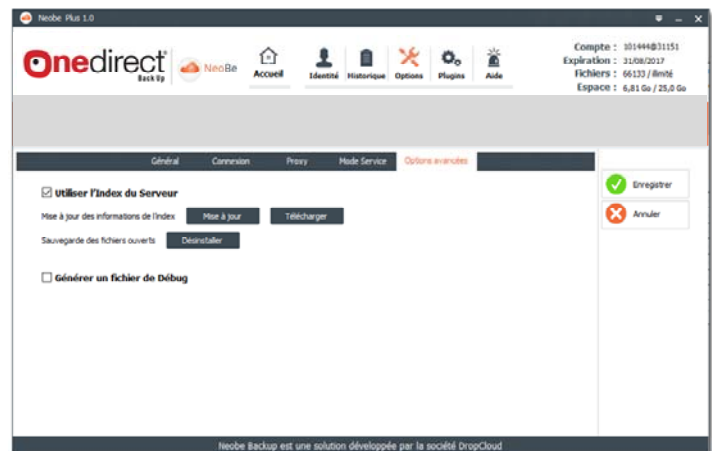 Neobe Plus 1.0
Onedirect
Back Up
NeoBe
Accueil
Identité
Historique
Options
Plugins
Aide
Compte : 101444@31151
Expiration : 31/08/2017
Fichiers : 66133 / illimité
Espace : 6,81 Go / 25,0 Go
Général
Connexion
Proxy
Mode Service
Options avancées
Utiliser l'Index du Serveur
Mise à jour des informations de l'index
Mise à jour
Télécharger
Sauvegarde des fichiers ouverts
Désinstaller
Générer un fichier de Débug
Enregistrer
Annuler
Neobe Backup est une solution développée par la société DropCloud